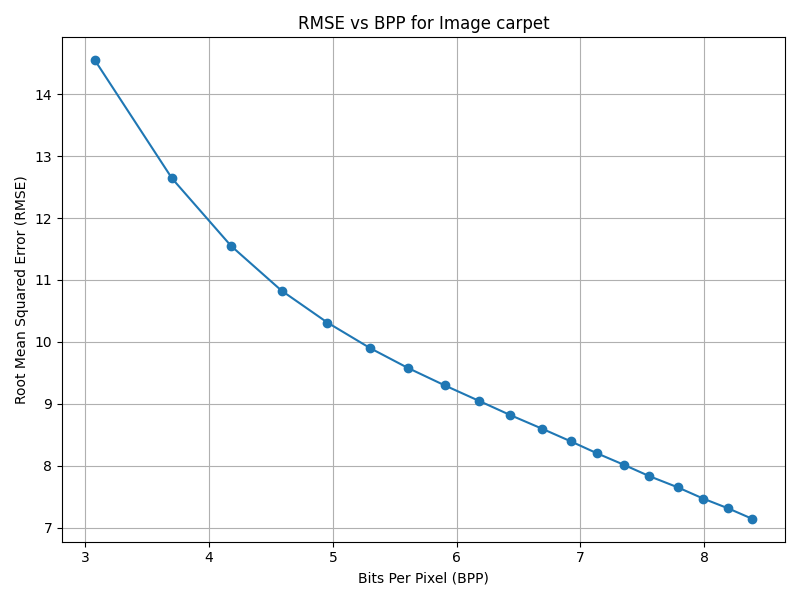 RMSE vs BPP for Image carpet
Root Mean Squared Error (RMSE)
14
13
12
11
10
9
8
7
3 4 5 6 7 8
Bits Per Pixel (BPP)